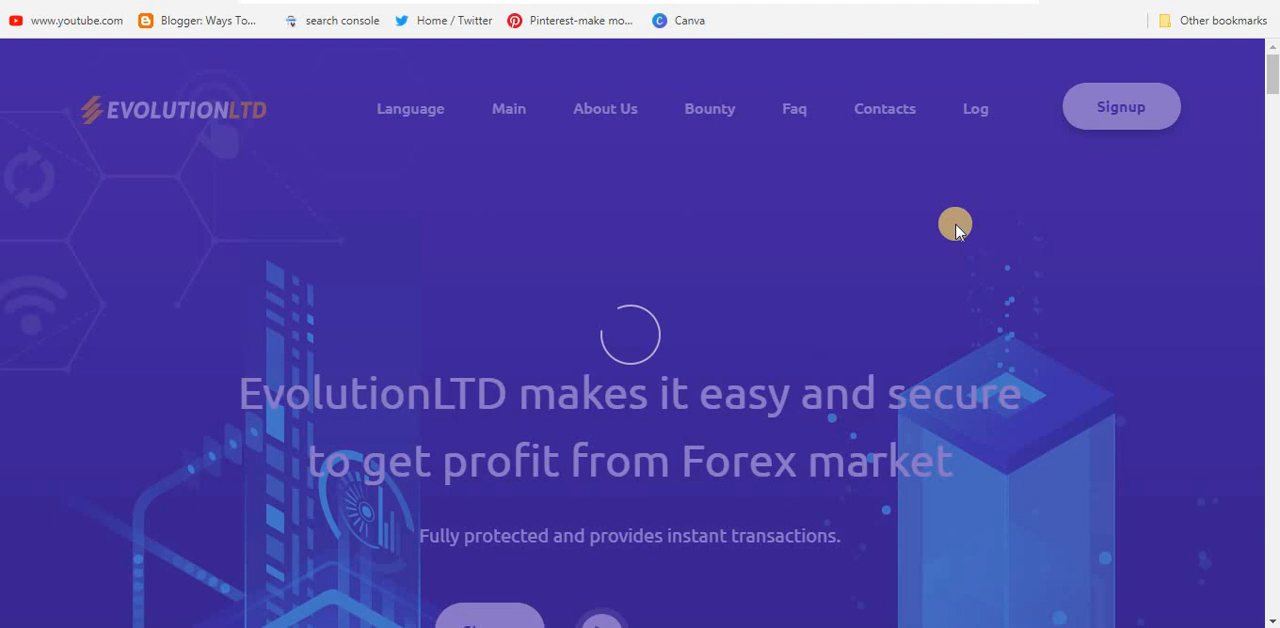 www.youtube.com Blogger: Ways To... search console Home / Twitter Pinterest-make mo... Canva Other bookmarks
EVOLUTIONLTD Language Main About Us Bounty Faq Contacts Log Signup
EvolutionLTD makes it easy and secure
to get profit from Forex market
Fully protected and provides instant transactions.